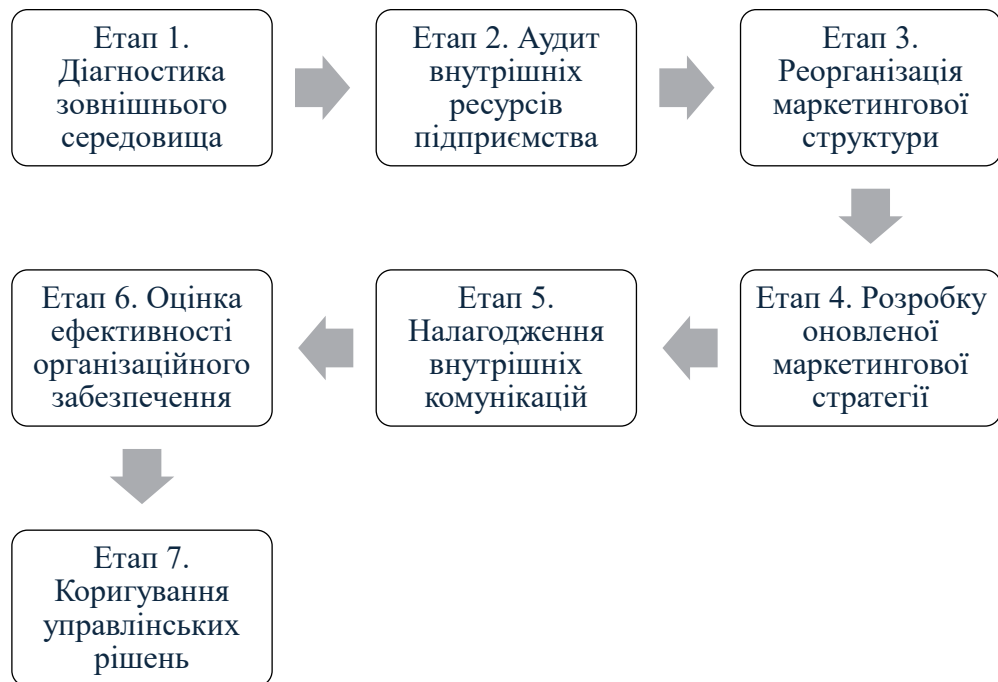 Етап 1.
Діагностика
зовнішнього
середовища
Етап 2. Аудит
внутрішніх
ресурсів
підприємства
Етап 3.
Реорганізація
маркетингової
структури
Етап 4. Розробку
оновленої
маркетингової
стратегії
Етап 5.
Налагодження
внутрішніх
комунікацій
Етап 6. Оцінка
ефективності
організаційного
забезпечення
Етап 7.
Коригування
управлінських
рішень